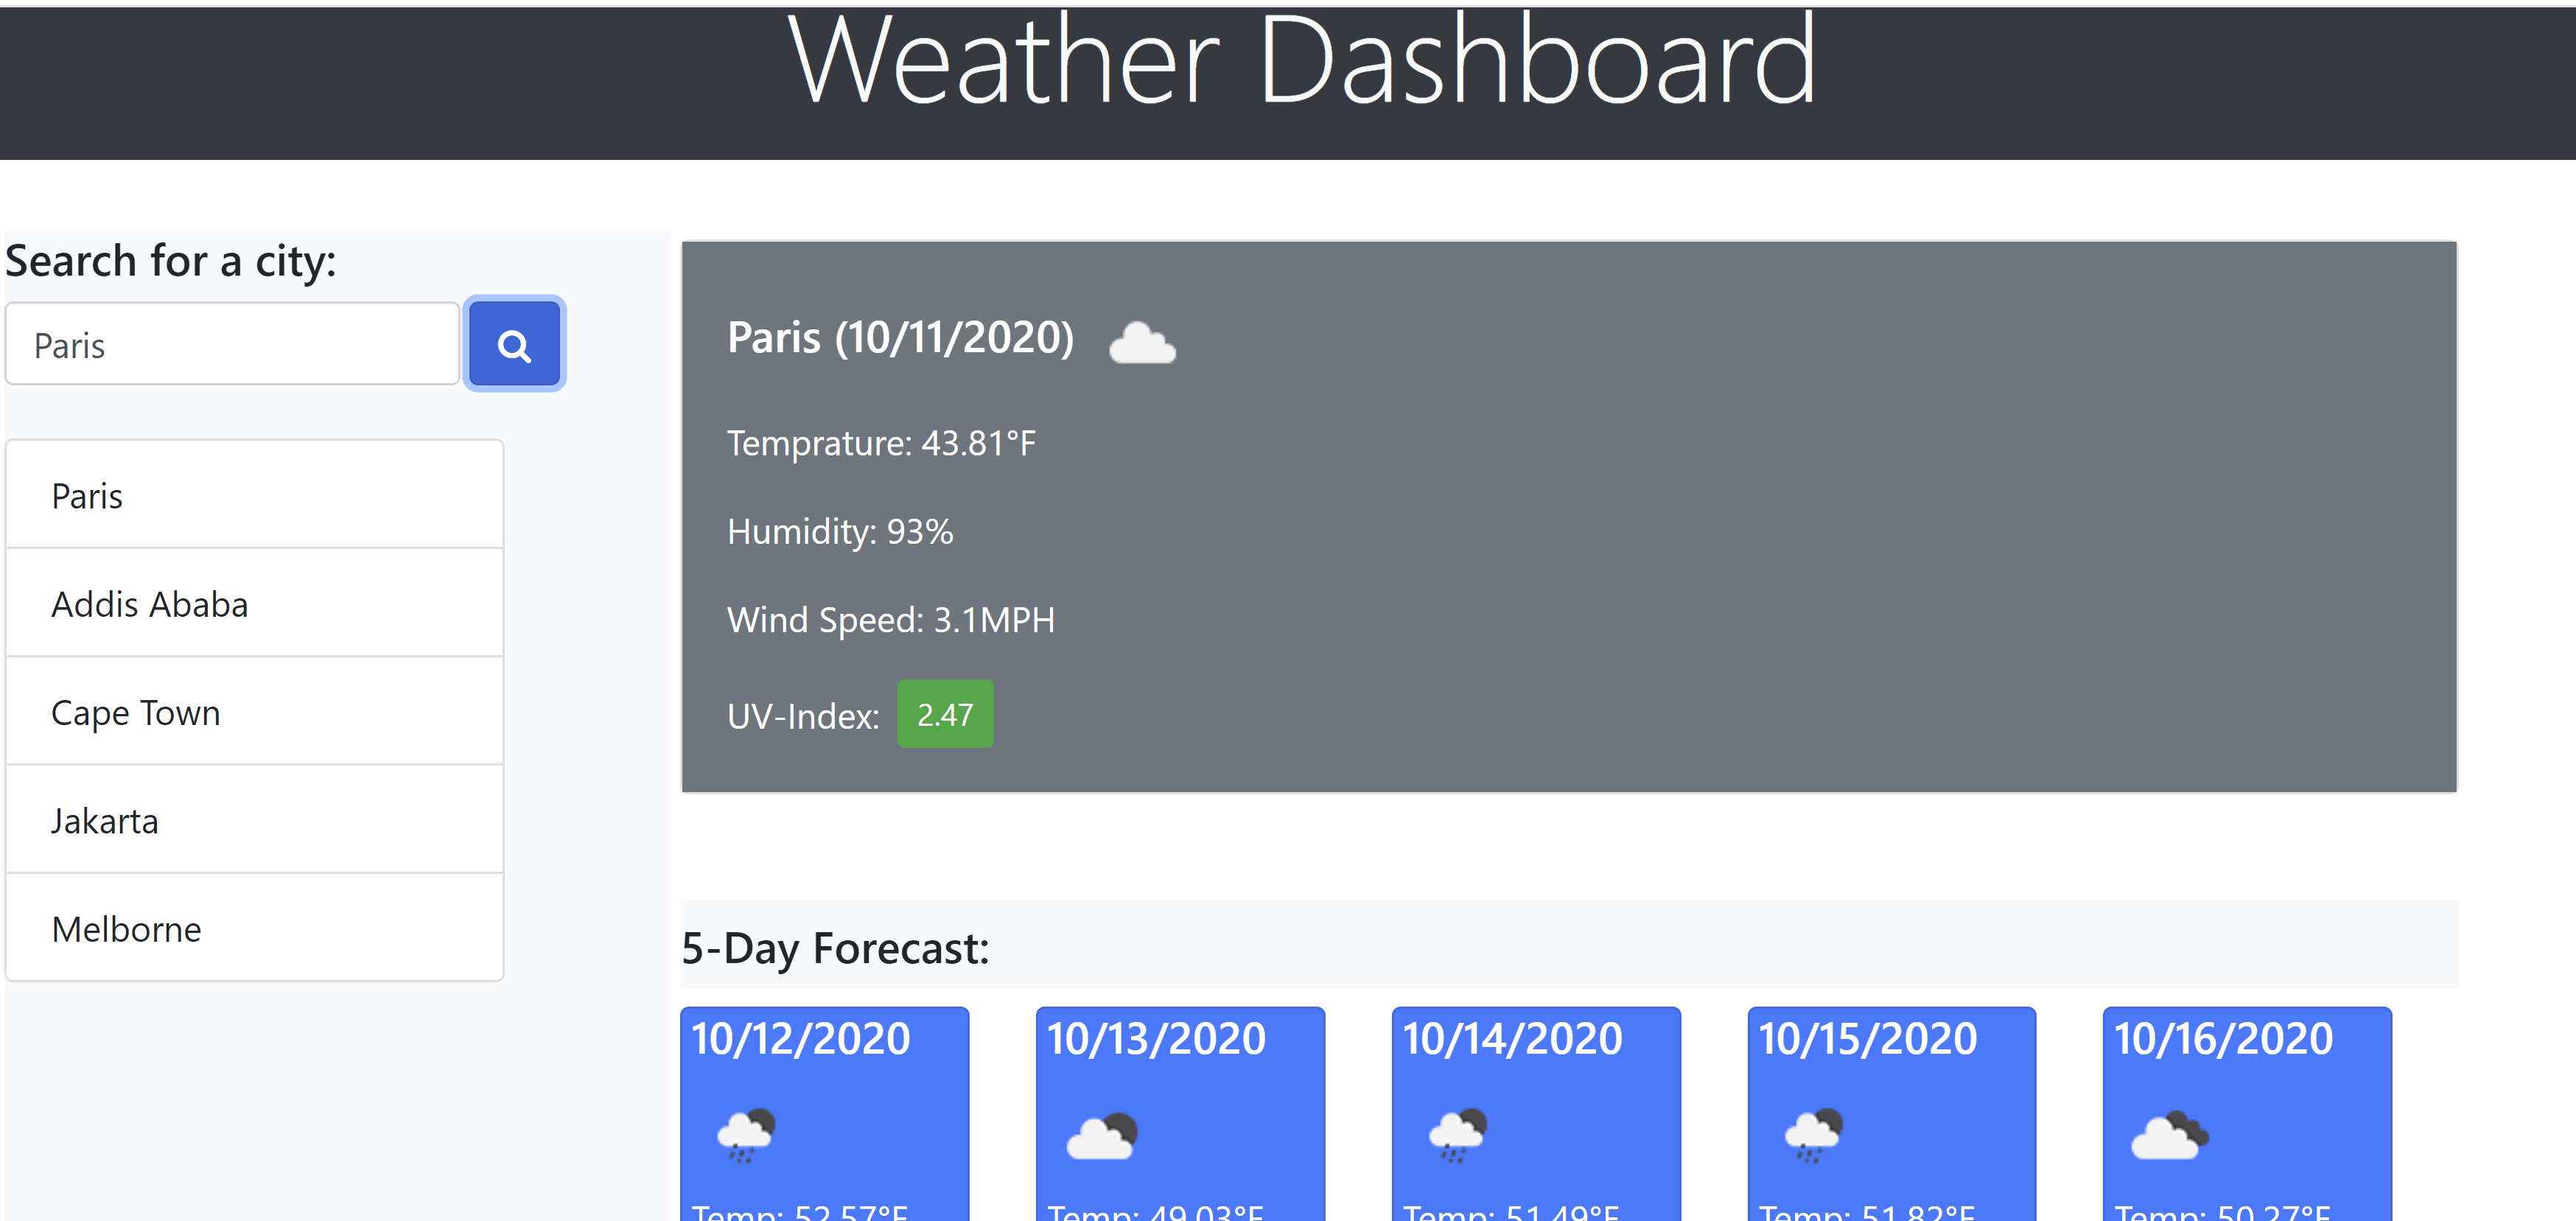 Weather Dashboard
Search for a city:
Paris
Paris
Addis Ababa
Cape Town
Jakarta
Melborne
Paris (10/11/2020)
Temprature: 43.81°F
Humidity: 93%
Wind Speed: 3.1MPH
UV-Index: 2.47
5-Day Forecast:
10/12/2020 10/13/2020 10/14/2020 10/15/2020 10/16/2020
Temp: 52.57°F Temp: 49.03°F Temp: 51.49°F Temp: 51.82°F Temp: 50.27°F